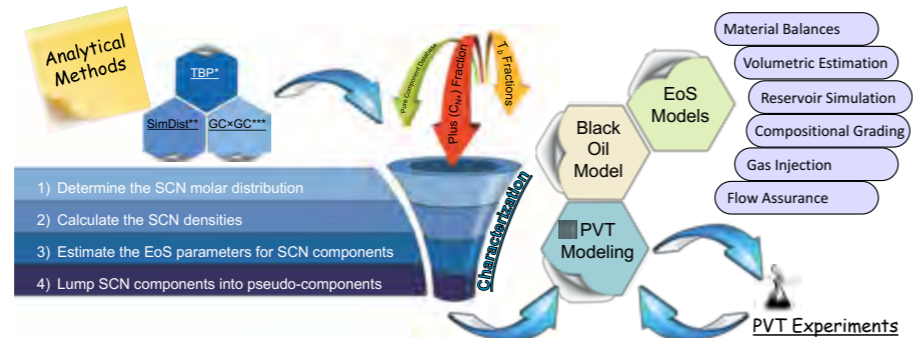 Analytical
Methods
TBP*
SimDist**
GC×GC***
Pure Component Database
Plus (CN+) Fraction
Tb Fractions
1) Determine the SCN molar distribution
2) Calculate the SCN densities
3) Estimate the EoS parameters for SCN components
4) Lump SCN components into pseudo-components
Characterization
EoS
Models
Black
Oil
Model
PVT
Modeling
Material Balances
Volumetric Estimation
Reservoir Simulation
Compositional Grading
Gas Injection
Flow Assurance
PVT Experiments